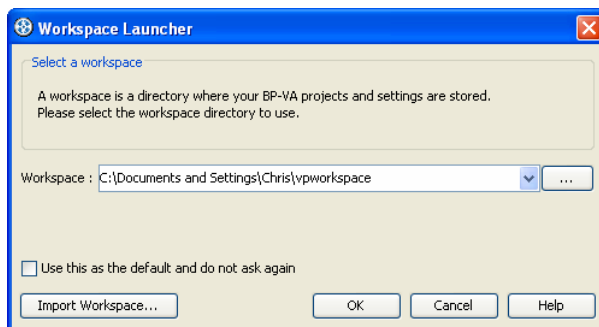 Workspace Launcher
Select a workspace
A workspace is a directory where your BP-VA projects and settings are stored.
Please select the workspace directory to use.
Workspace : C:\Documents and Settings\Chris\vpworkspace ...
Use this as the default and do not ask again
Import Workspace... OK Cancel Help